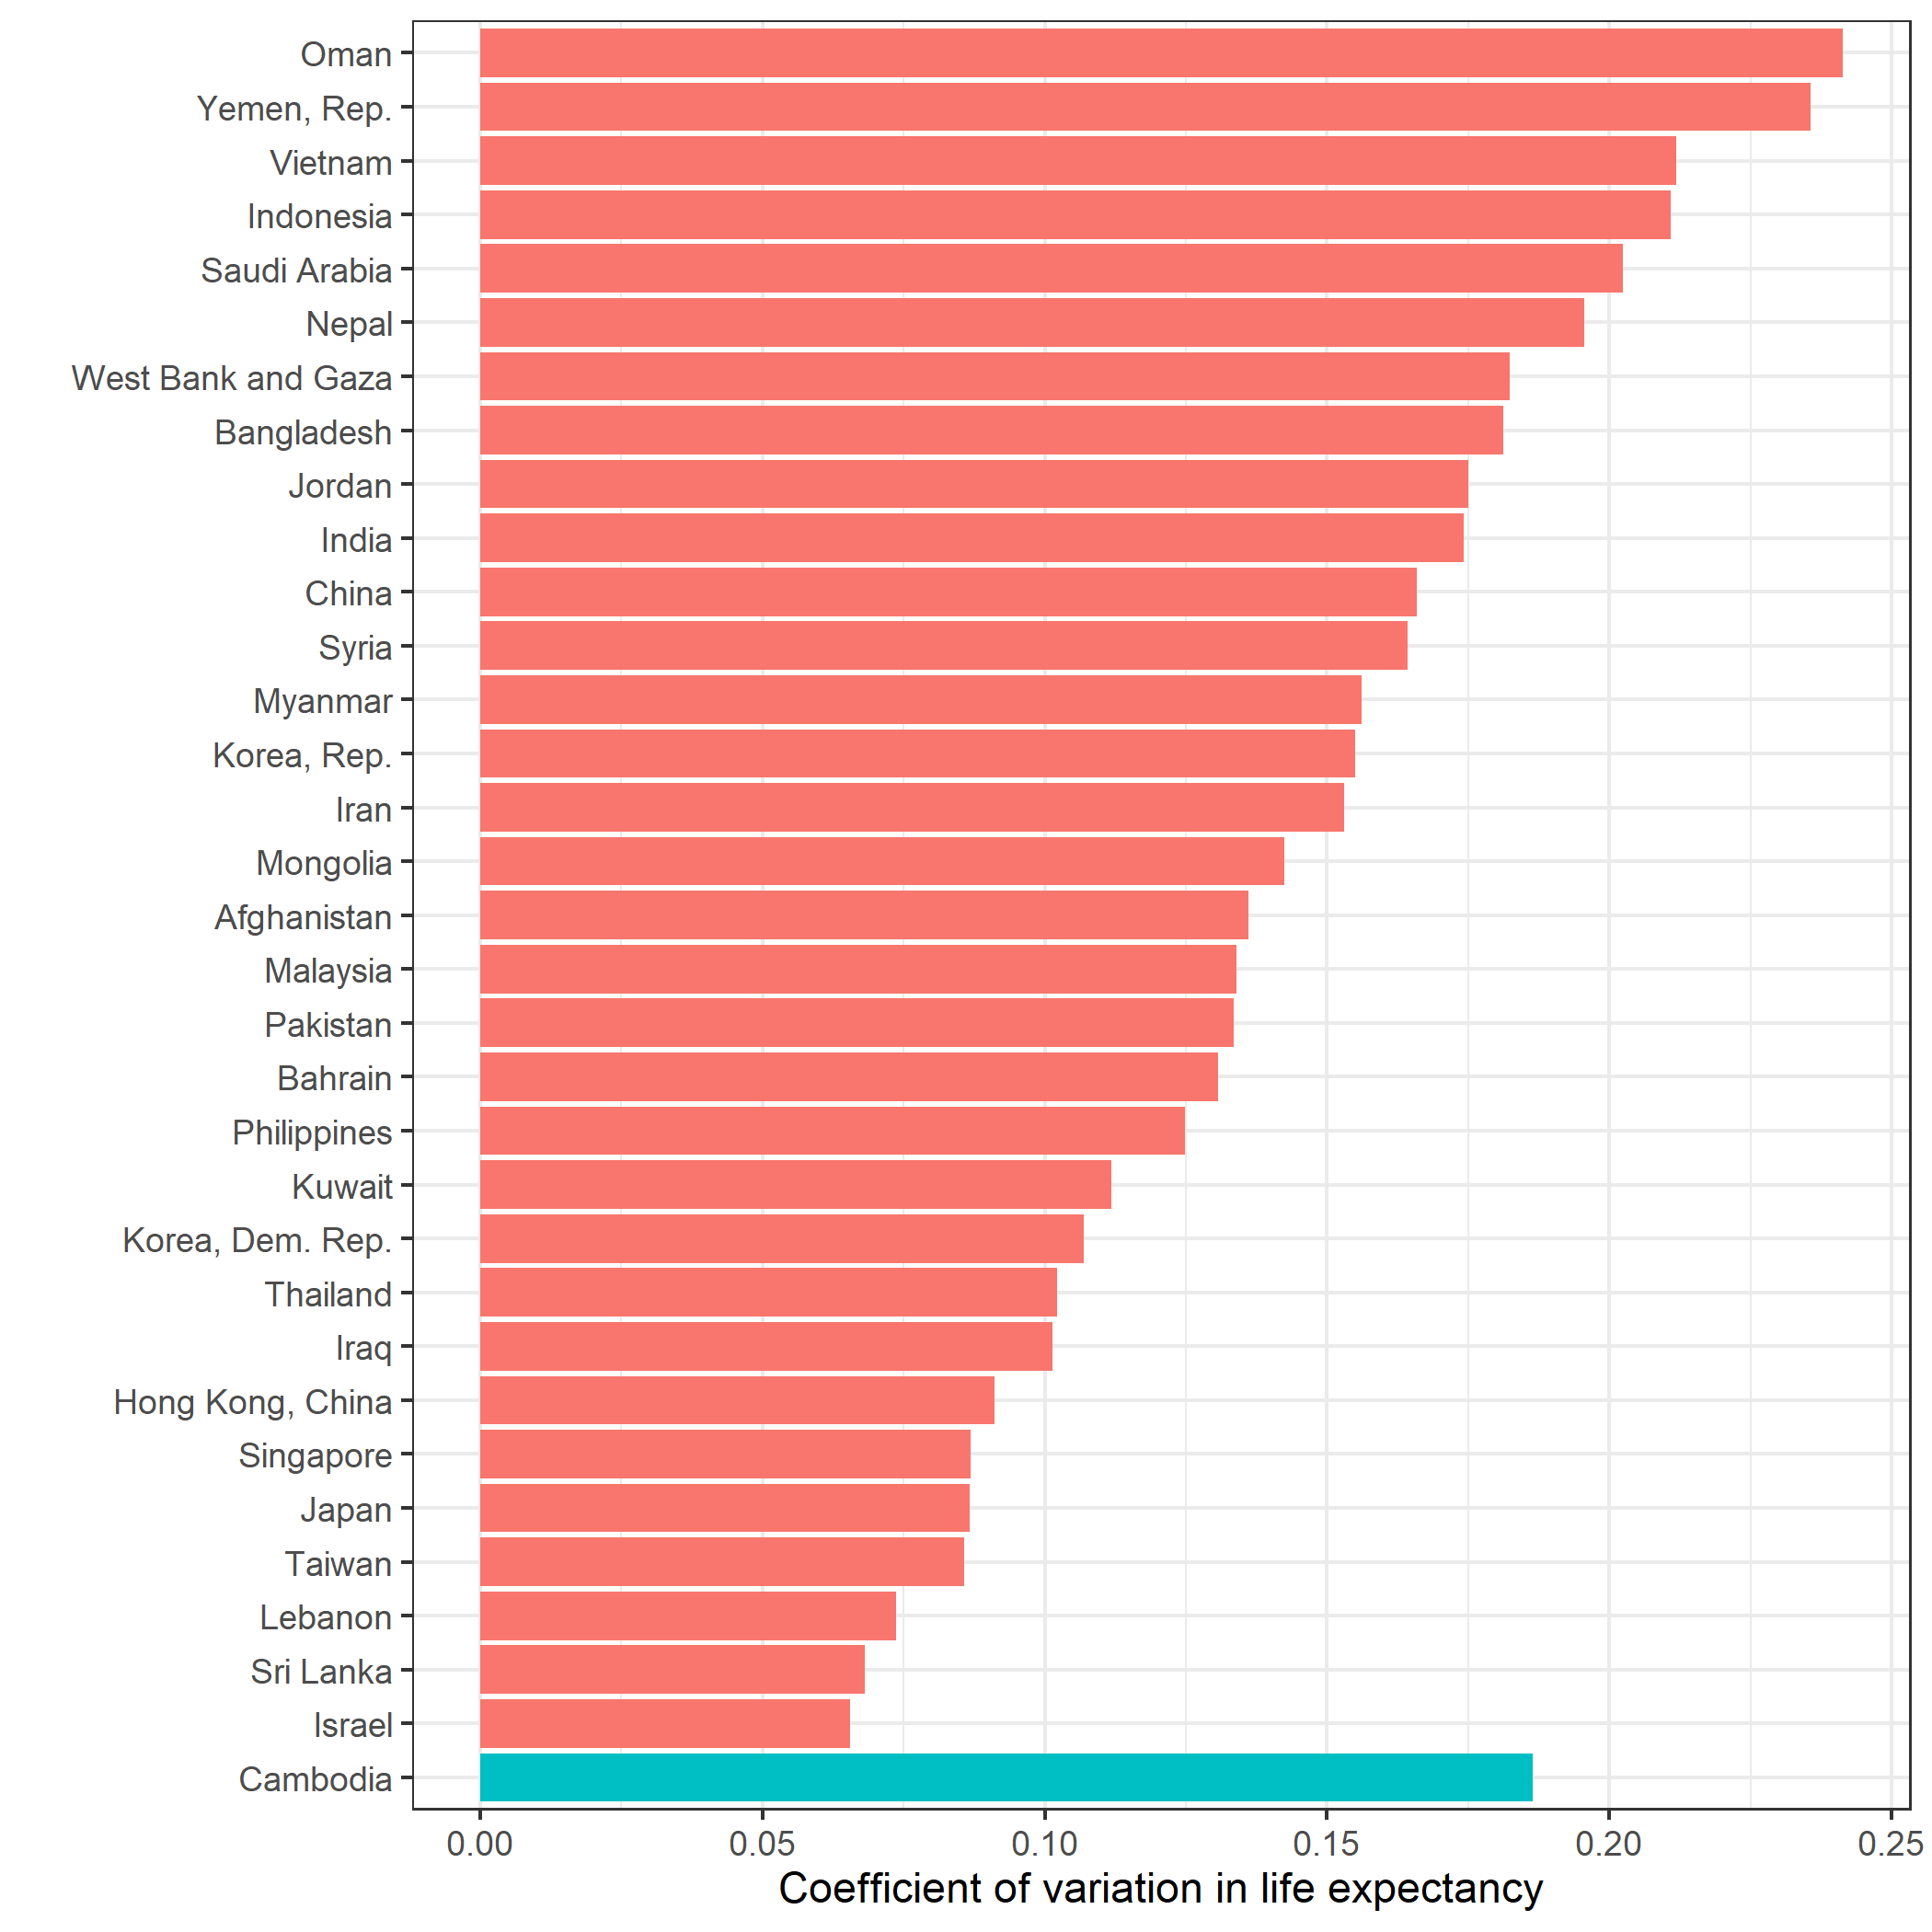 Oman
Yemen, Rep.
Vietnam
Indonesia
Saudi Arabia
Nepal
West Bank and Gaza
Bangladesh
Jordan
India
China
Syria
Myanmar
Korea, Rep.
Iran
Mongolia
Afghanistan
Malaysia
Pakistan
Bahrain
Philippines
Kuwait
Korea, Dem. Rep.
Thailand
Iraq
Hong Kong, China
Singapore
Japan
Taiwan
Lebanon
Sri Lanka
Israel
Cambodia
0.00 0.05 0.10 0.15 0.20 0.25
Coefficient of variation in life expectancy